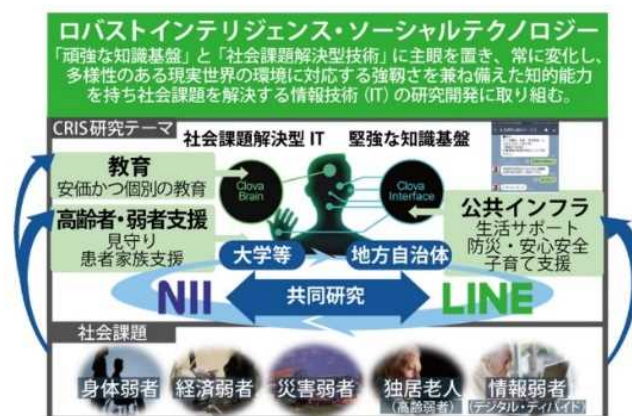 ロバストインテリジェンス・ソーシャルテクノロジー
「頑強な知識基盤」と「社会課題解決型技術」に主眼を置き、常に変化し、
多様性のある現実世界の環境に対応する強靭さを兼ね備えた知的能力
を持ち社会課題を解決する情報技術(IT)の研究開発に取り組む。
CRIS研究テーマ
社会課題解決型 IT 堅強な知識基盤
教育
安価かつ個別の教育
Clova
Brain
Clova
Interface
高齢者・弱者支援
見守り
患者家族支援
公共インフラ
生活サポート
防災・安心安全
子育て支援
大学等
地方自治体
NII
共同研究
LINE
社会課題
身体弱者
経済弱者
災害弱者
独居老人
(高齢弱者)
情報弱者
(デジタル・ディバイド)